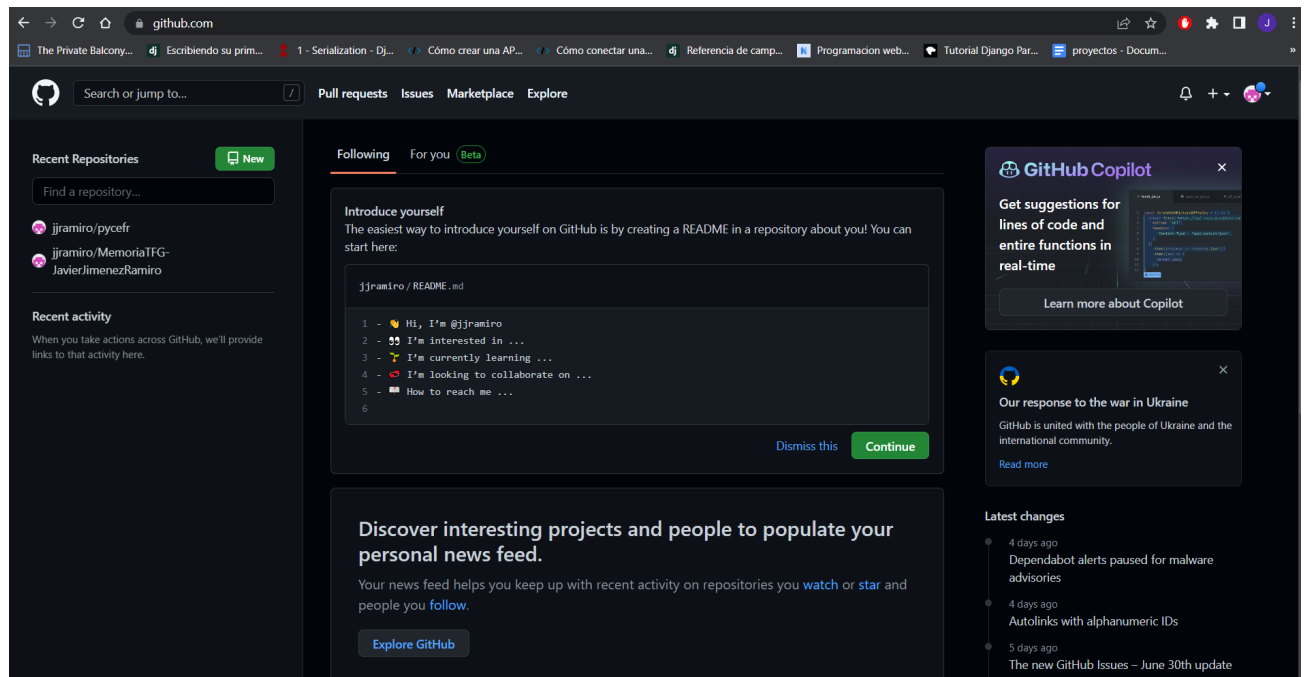 github.com
J
The Private Balcony...
dj Escribiendo su prim...
1 - Serialization - Dj...
Cómo crear una AP...
Cómo conectar una...
dj Referencia de camp...
N Programacion web...
Tutorial Django Par...
proyectos - Docum...
»
Search or jump to... /
Pull requests Issues Marketplace Explore
Recent Repositories
New
Find a repository...
jjramiro/pycefr
jjramiro/MemoriaTFG-
JavierJimenezRamiro
Recent activity
When you take actions across GitHub, we'll provide
links to that activity here.
Following For you Beta
Introduce yourself
The easiest way to introduce yourself on GitHub is by creating a README in a repository about you! You can
start here:
jjramiro/README.md
1 - 👋 Hi, I'm @jjramiro
2 - 👀 I'm interested in ...
3 - 🌱 I'm currently learning ...
4 - 💞️ I'm looking to collaborate on ...
5 - 📫 How to reach me ...
6
Dismiss this Continue
Discover interesting projects and people to populate your
personal news feed.
Your news feed helps you keep up with recent activity on repositories you watch or star and
people you follow.
Explore GitHub
GitHub Copilot
Get suggestions for
lines of code and
entire functions in
real-time
Learn more about Copilot
Our response to the war in Ukraine
GitHub is united with the people of Ukraine and the
international community.
Read more
Latest changes
4 days ago
Dependabot alerts paused for malware
advisories
4 days ago
Autolinks with alphanumeric IDs
5 days ago
The new GitHub Issues – June 30th update